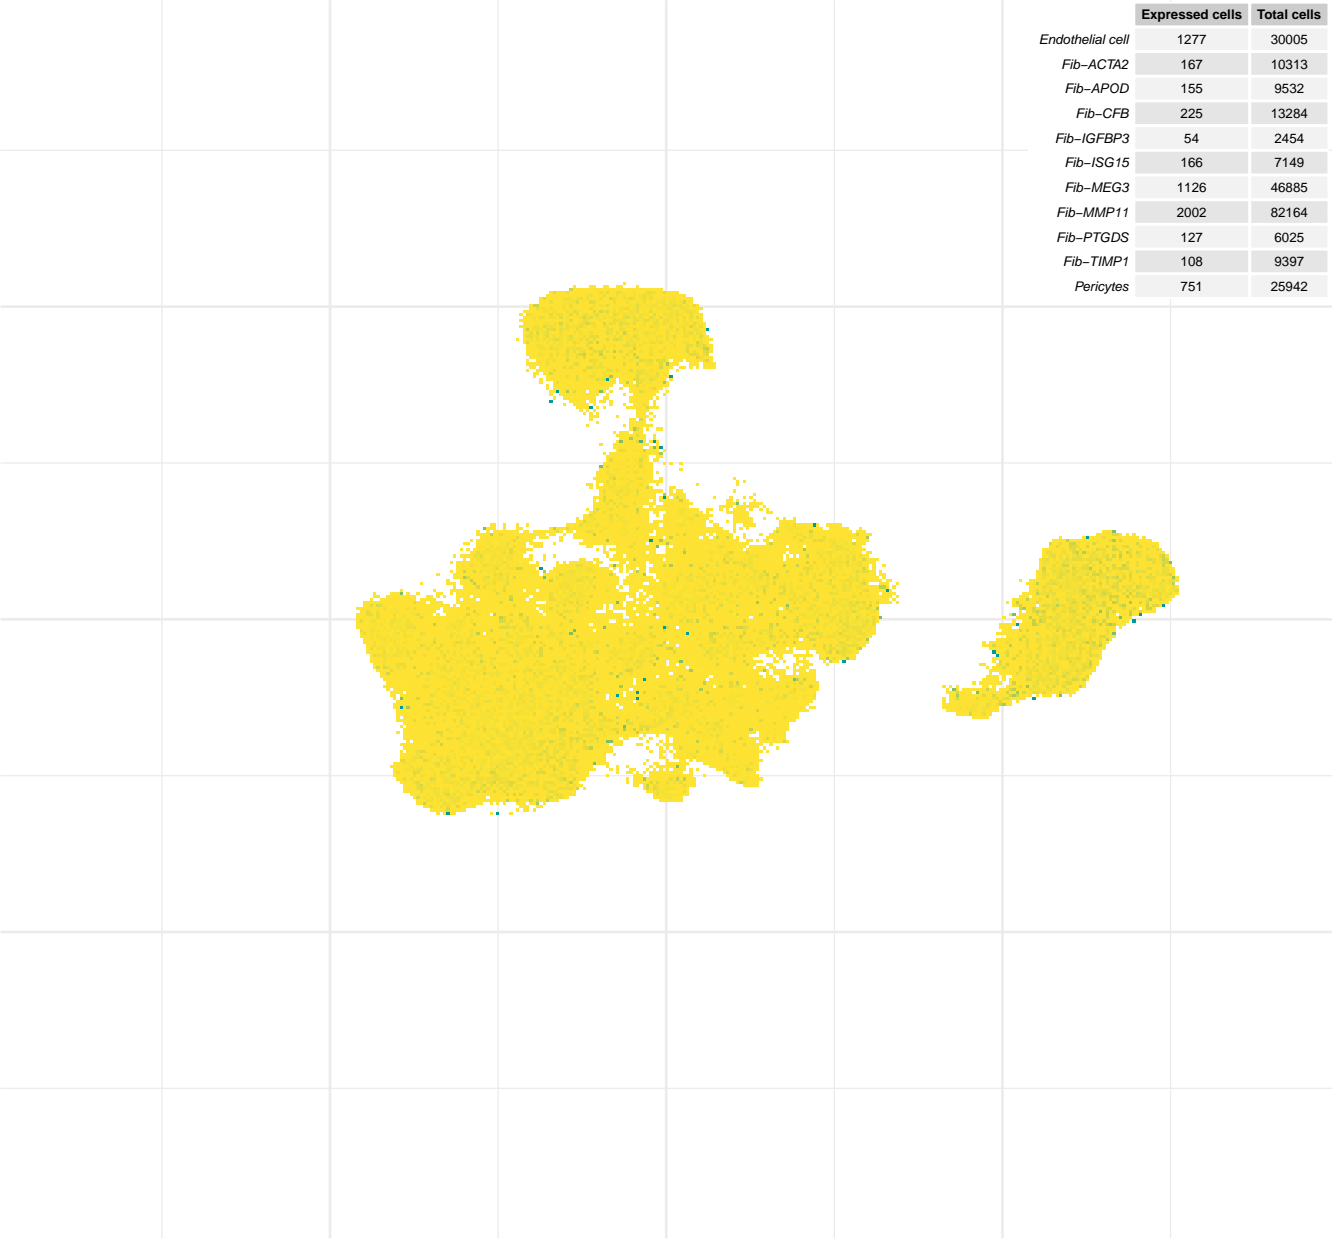 Expressed cells Total cells
Endothelial cell 1277 30005
Fib−ACTA2 167 10313
Fib−APOD 155 9532
Fib−CFB 225 13284
Fib−IGFBP3 54 2454
Fib−ISG15 166 7149
Fib−MEG3 1126 46885
Fib−MMP11 2002 82164
Fib−PTGDS 127 6025
Fib−TIMP1 108 9397
Pericytes 751 25942